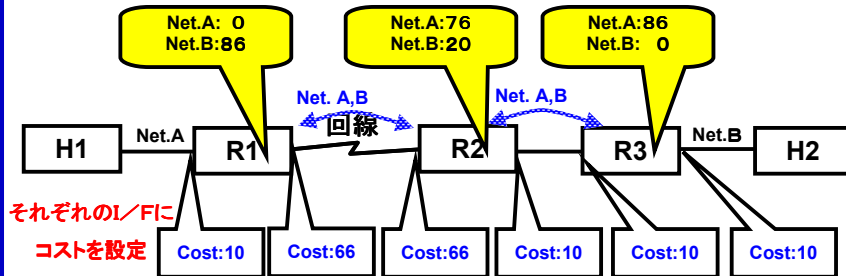 Net.A: 0
Net.B:86
Net.A:76
Net.B:20
Net.A:86
Net.B: 0
Net. A,B
Net. A,B
回線
H1
Net.A
R1
R2
R3
Net.B
H2
それぞれのI／Fに
コストを設定
Cost:10
Cost:66
Cost:66
Cost:10
Cost:10
Cost:10